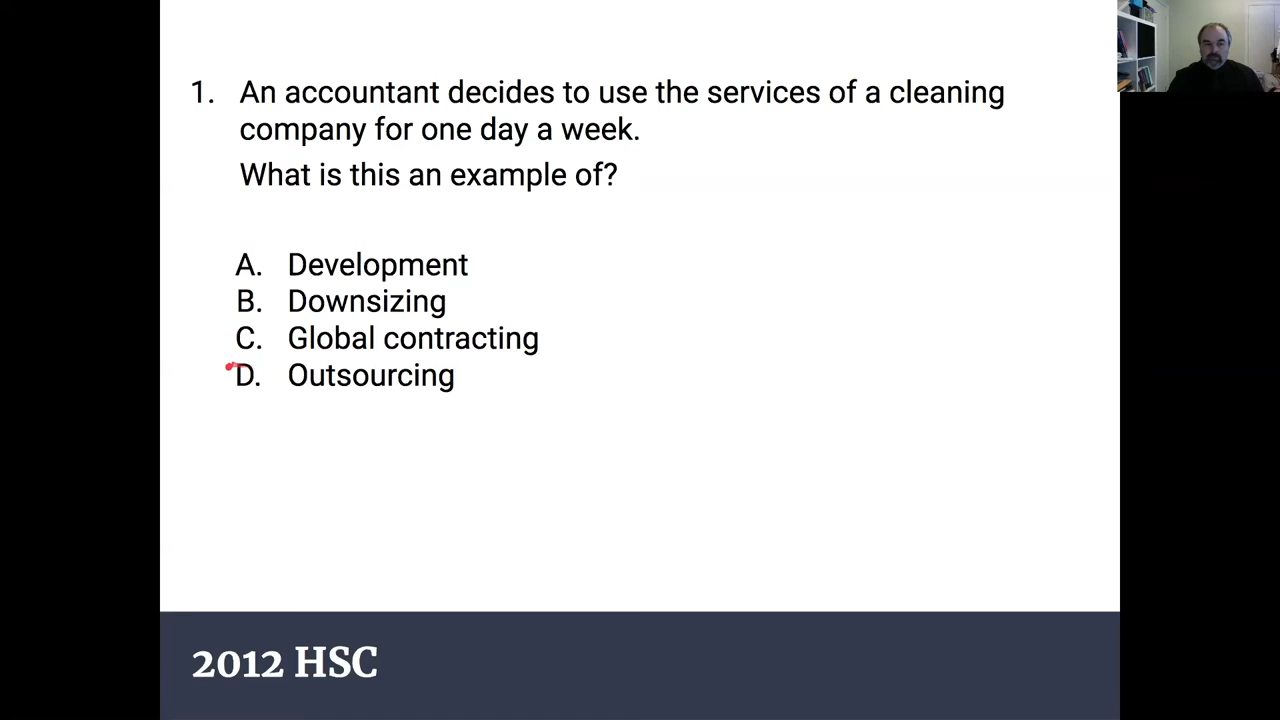 1. An accountant decides to use the services of a cleaning
company for one day a week.
What is this an example of?
A. Development
B. Downsizing
C. Global contracting
D. Outsourcing
2012 HSC